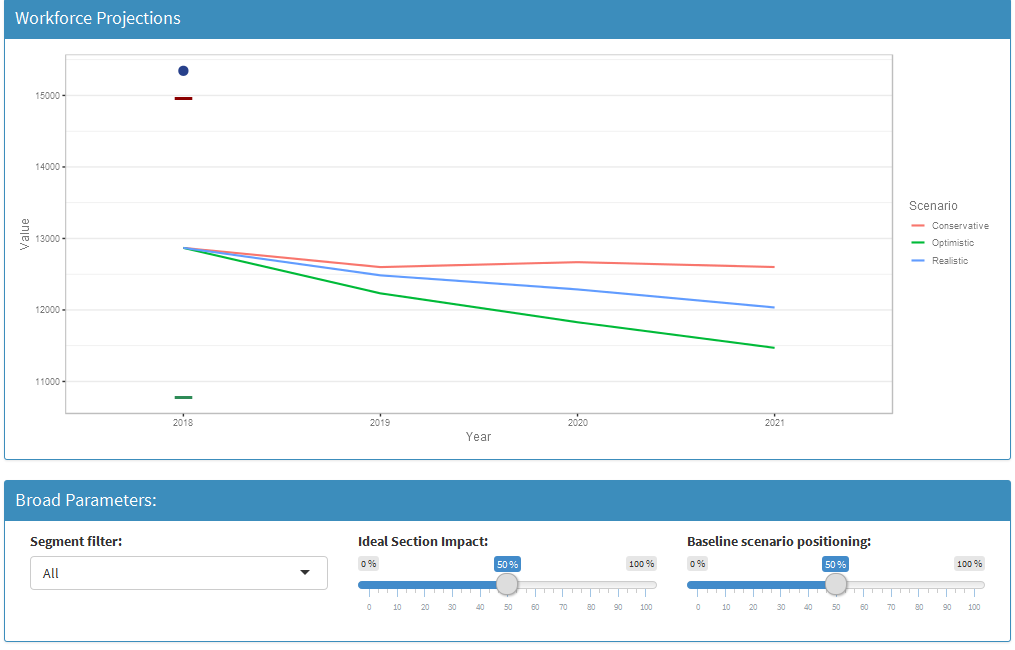 Workforce Projections
15000
14000
13000
12000
11000
Value
2018 2019 2020 2021
Year
Scenario
Conservative
Optimistic
Realistic
Broad Parameters:
Segment filter:
All
Ideal Section Impact:
0 % 50 % 100 %
0 10 20 30 40 50 60 70 80 90 100
Baseline scenario positioning:
0 % 50 % 100 %
0 10 20 30 40 50 60 70 80 90 100